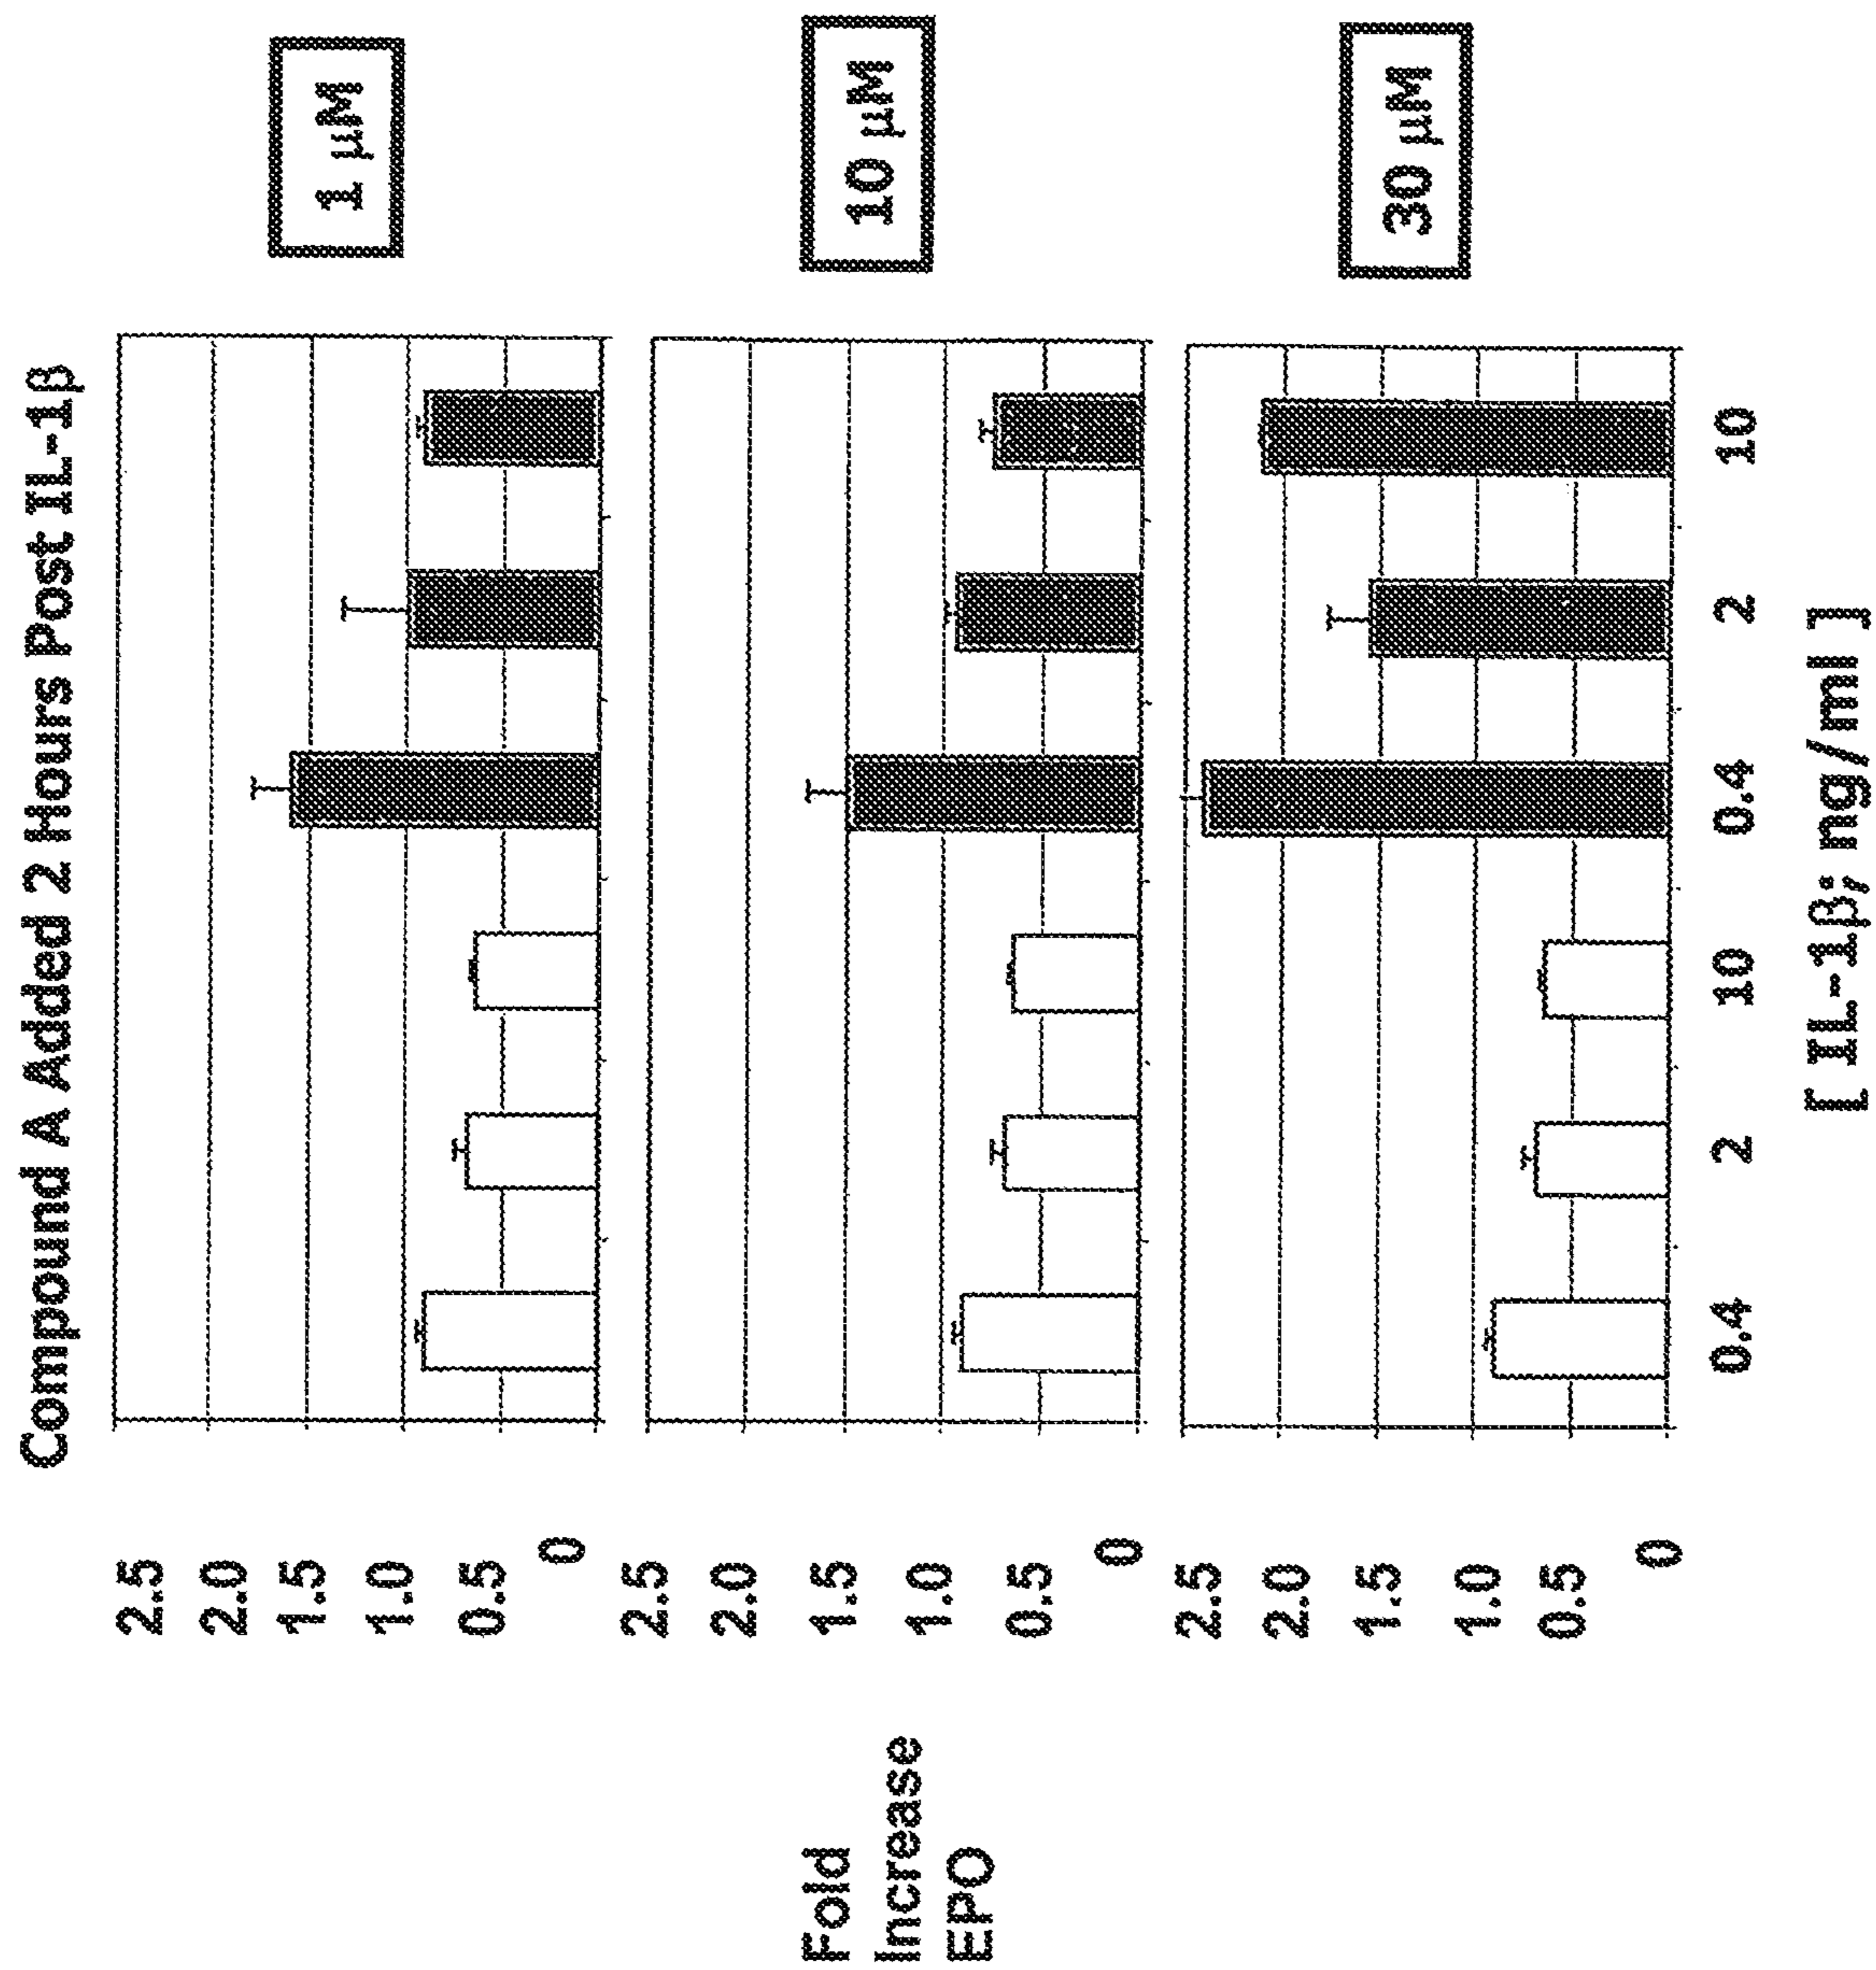 Compound A Added 2 Hours Post IL-1β
Fold
Increase
EPO
2.5
2.0
1.5
1.0
0.5
0
1 µM
2.5
2.0
1.5
1.0
0.5
0
10 µM
2.5
2.0
1.5
1.0
0.5
0
30 µM
0.4 2 10 0.4 2 10
[ IL-1β; ng/ml ]